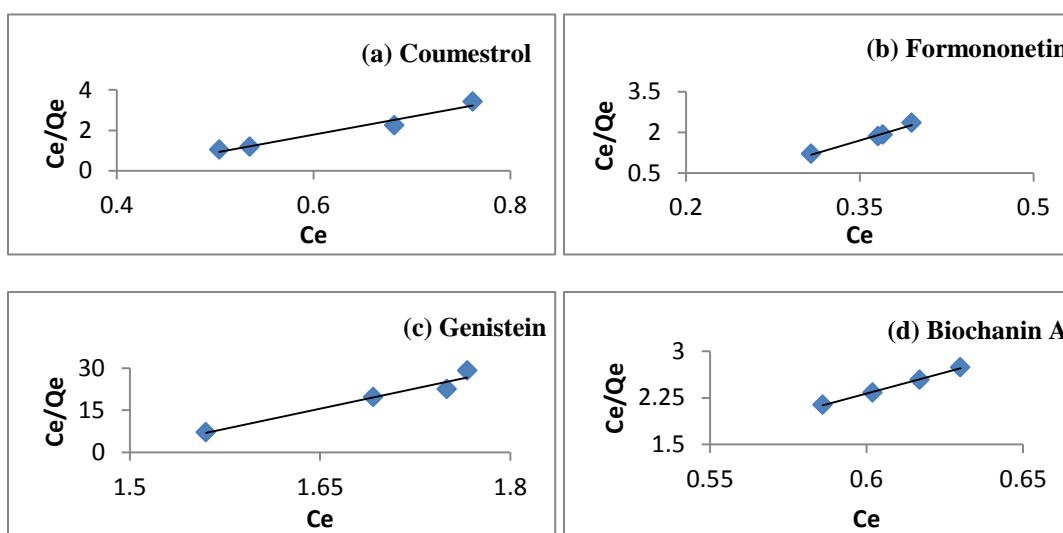 (a) Coumestrol
4
2
0
Ce/Qe
0.4
0.6
0.8
Ce
(b) Formononetin
3.5
2
0.5
Ce/Qe
0.2
0.35
0.5
Ce
(c) Genistein
30
15
0
Ce/Qe
1.5
1.65
1.8
Ce
(d) Biochanin A
3
2.25
1.5
Ce/Qe
0.55
0.6
0.65
Ce